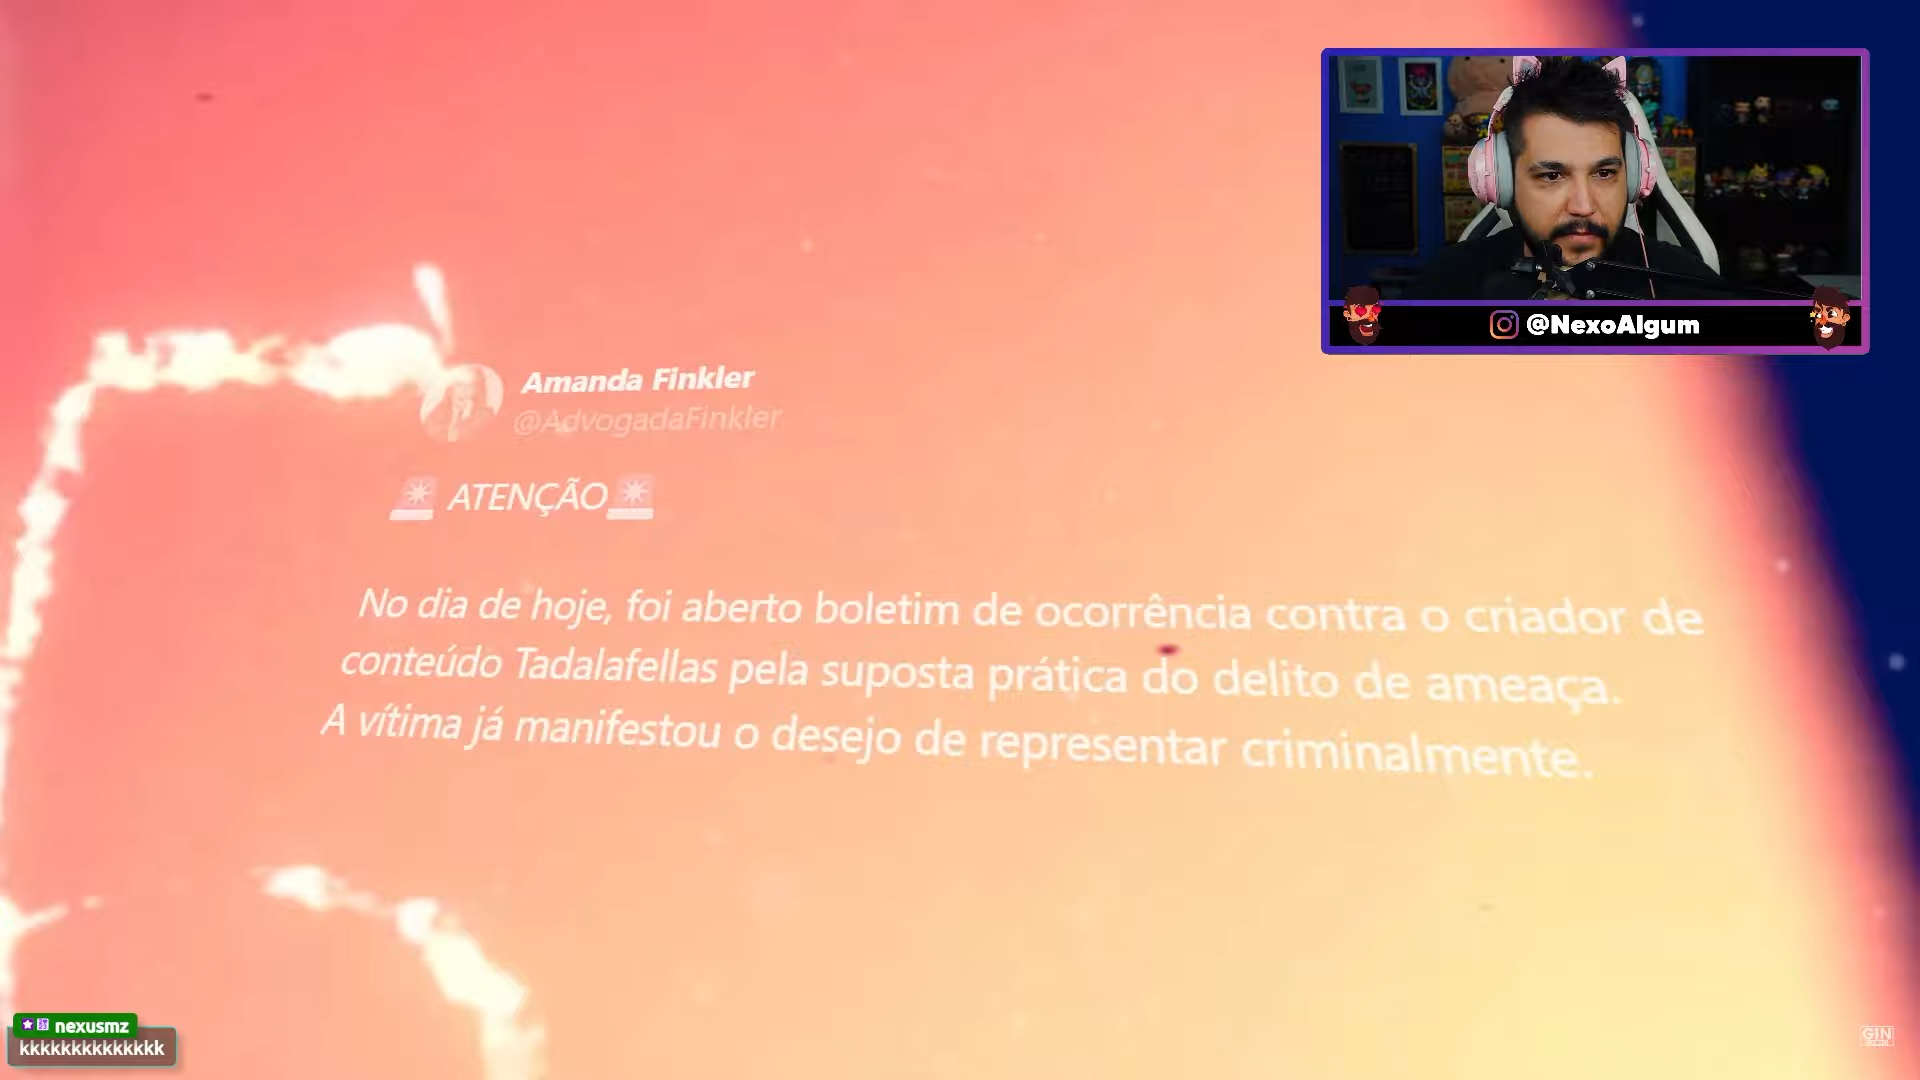 @NexoAlgum
Amanda Finkler
@AdvogadaFinkler
🚨 ATENÇÃO🚨
No dia de hoje, foi aberto boletim de ocorrência contra o criador de
conteúdo Tadalafellas pela suposta prática do delito de ameaça.
A vítima já manifestou o desejo de representar criminalmente.
nexusmz
kkkkkkkkkkkkkk
GIN